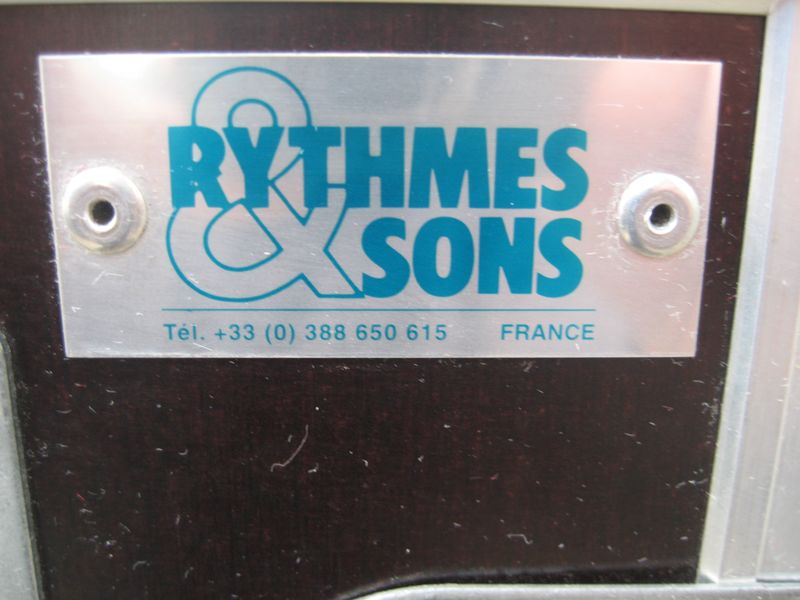 RYTHMES
& SONS
Tél. +33 (0) 388 650 615 FRANCE